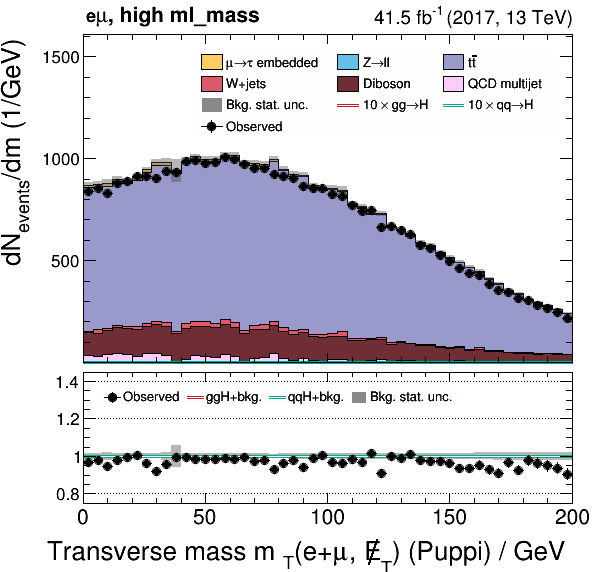 eμ, high ml_mass 41.5 fb⁻¹ (2017, 13 TeV)
dN_events/dm (1/GeV)
μ→τ embedded Z→ll tt̄
W+jets Diboson QCD multijet
Bkg. stat. unc. 10 × gg→H 10 × qq→H
Observed
1500
1000
500
Observed ggH+bkg. qqH+bkg. Bkg. stat. unc.
1.4
1.2
1
0.8
0 50 100 150 200
Transverse mass m_T(e+μ, E̸_T) (Puppi) / GeV